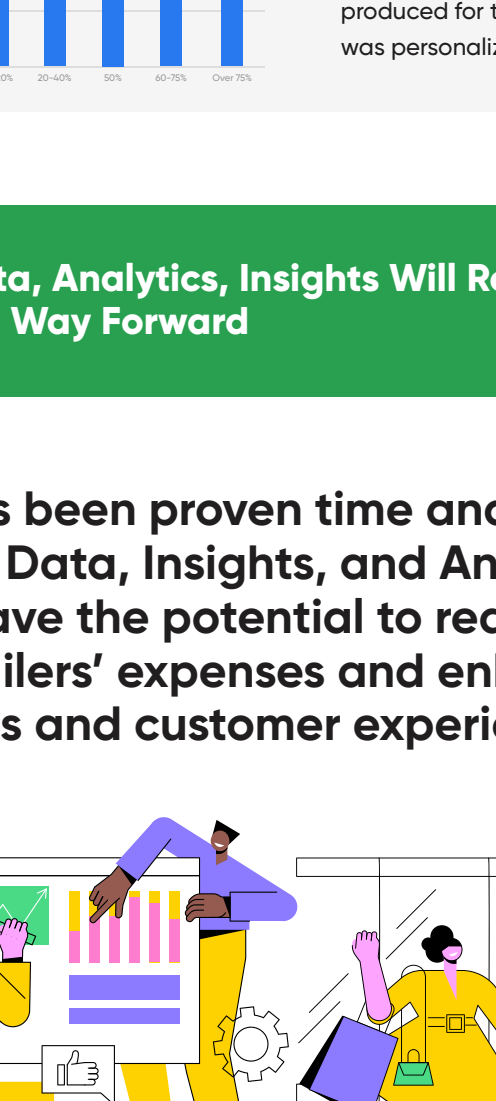 produced for t
was personaliz
0% 20-40% 50% 60-75% Over 75%
ta, Analytics, Insights Will Re
Way Forward
s been proven time and
Data, Insights, and An
ave the potential to red
ilers’ expenses and enh
s and customer experie